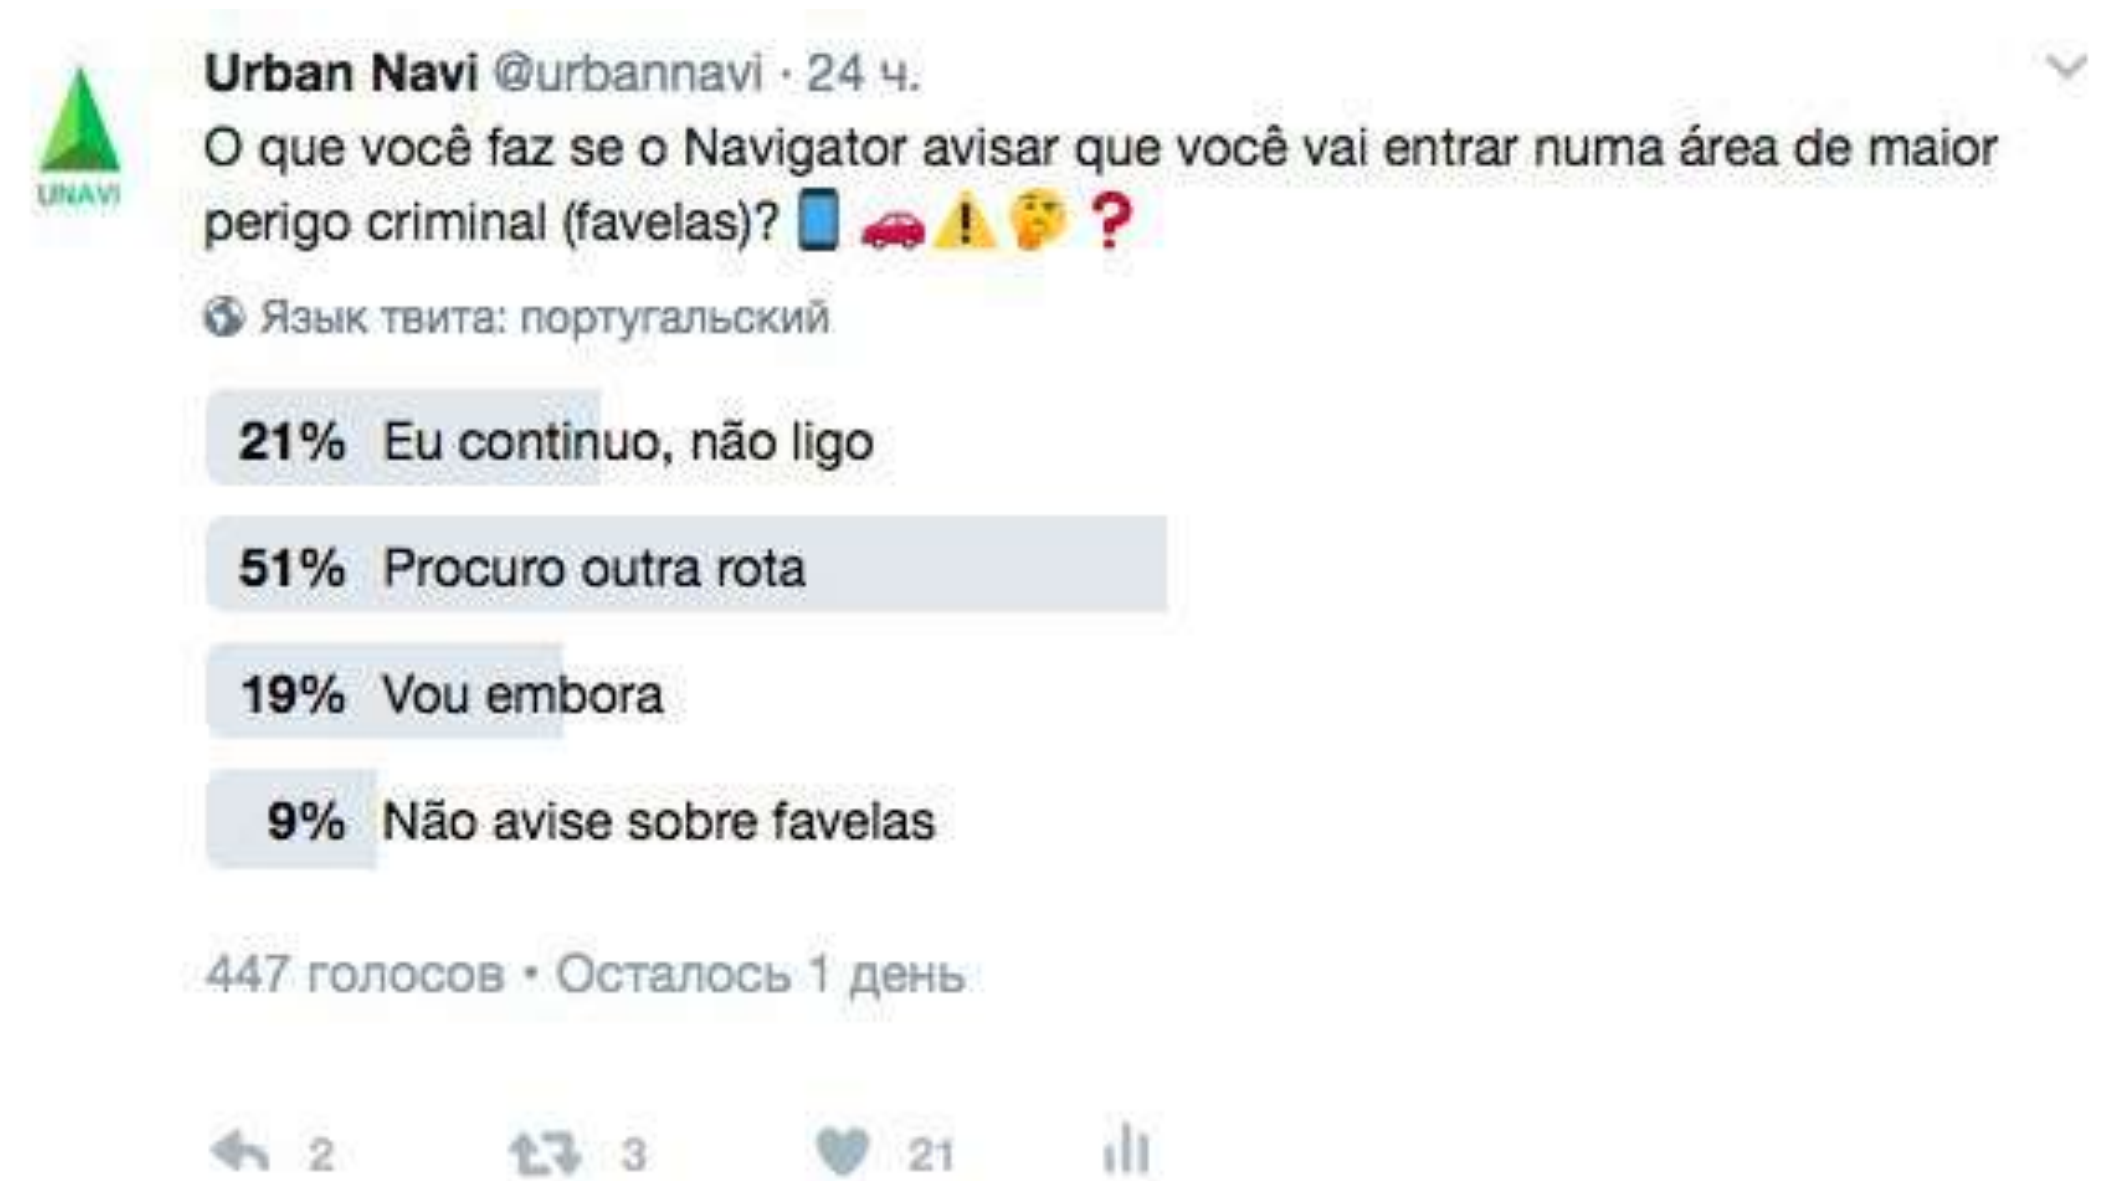 Urban Navi @urbannavi · 24 ч.
O que você faz se o Navigator avisar que você vai entrar numa área de maior
perigo criminal (favelas)? 📱 🚗 ⚠️ 🤔 ❓
UNAVI
Язык твита: португальский
21% Eu continuo, não ligo
51% Procuro outra rota
19% Vou embora
9% Não avise sobre favelas
447 голосов • Осталось 1 день
2 3 21